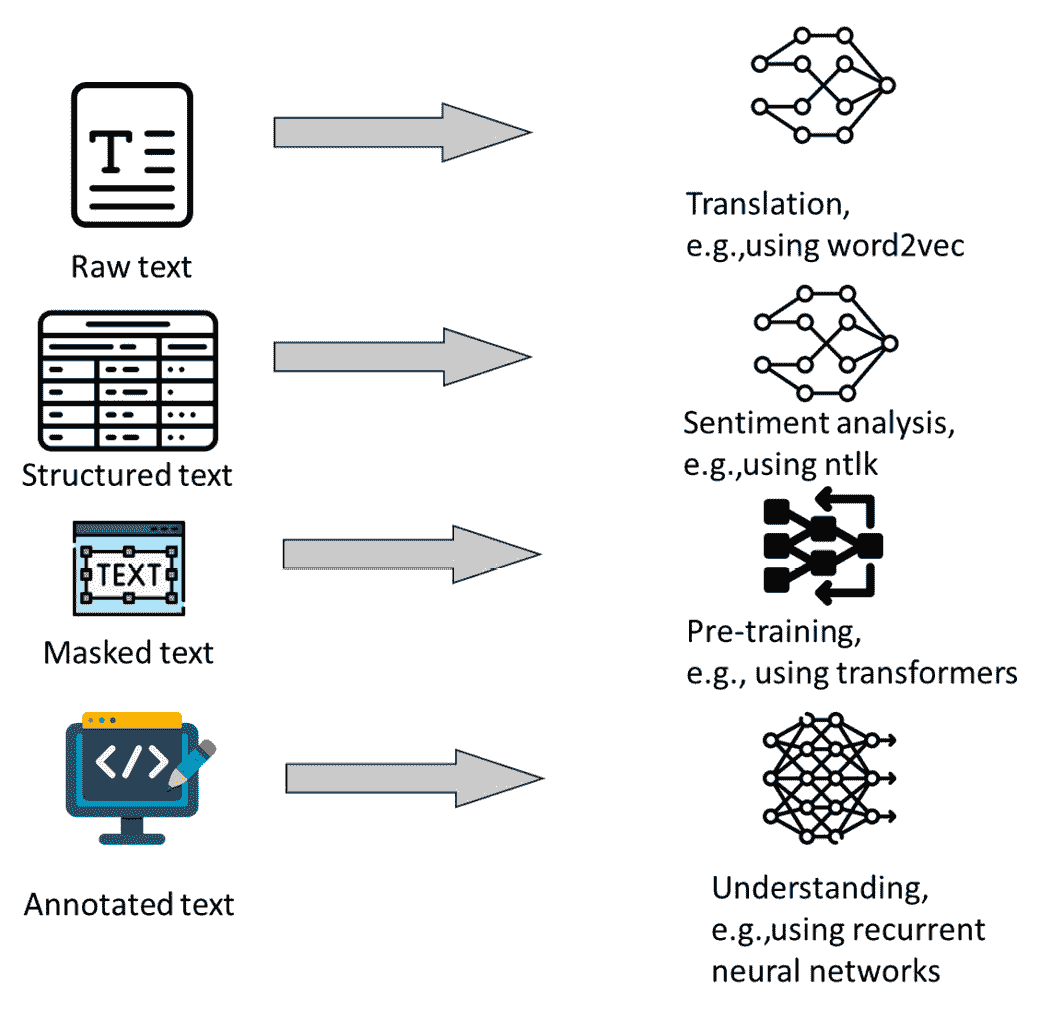 T
Raw text
Translation,
e.g.,using word2vec
Structured text
Sentiment analysis,
e.g.,using ntlk
TEXT
Masked text
Pre-training,
e.g., using transformers
</>
Annotated text
Understanding,
e.g.,using recurrent
neural networks